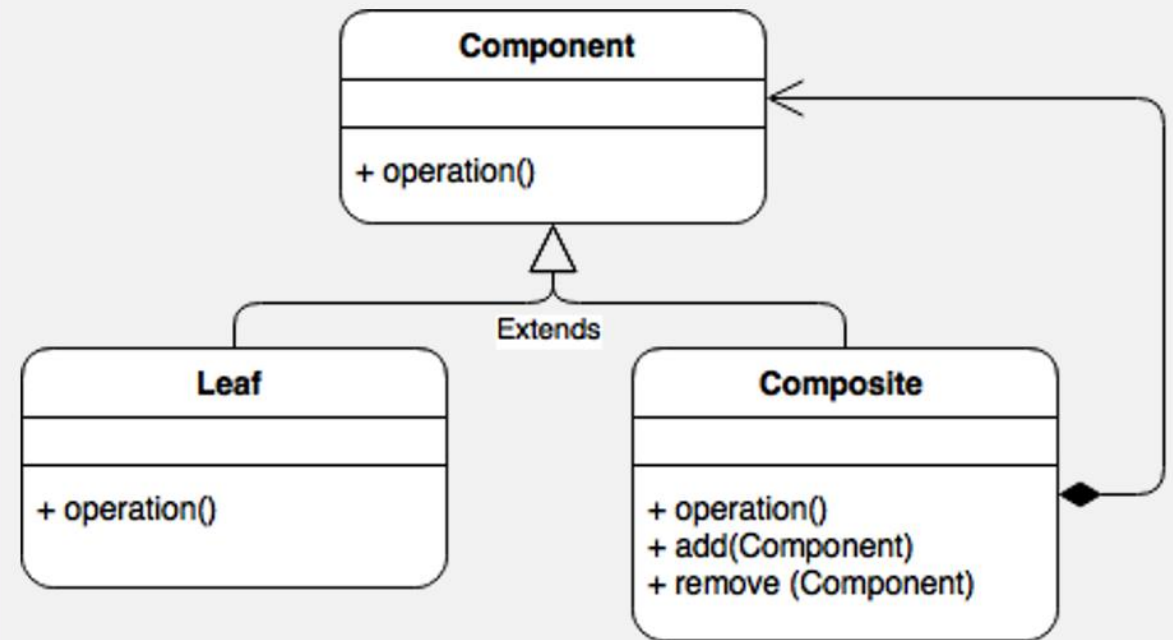 Component
+ operation()
Extends
Leaf
+ operation()
Composite
+ operation()
+ add(Component)
+ remove (Component)